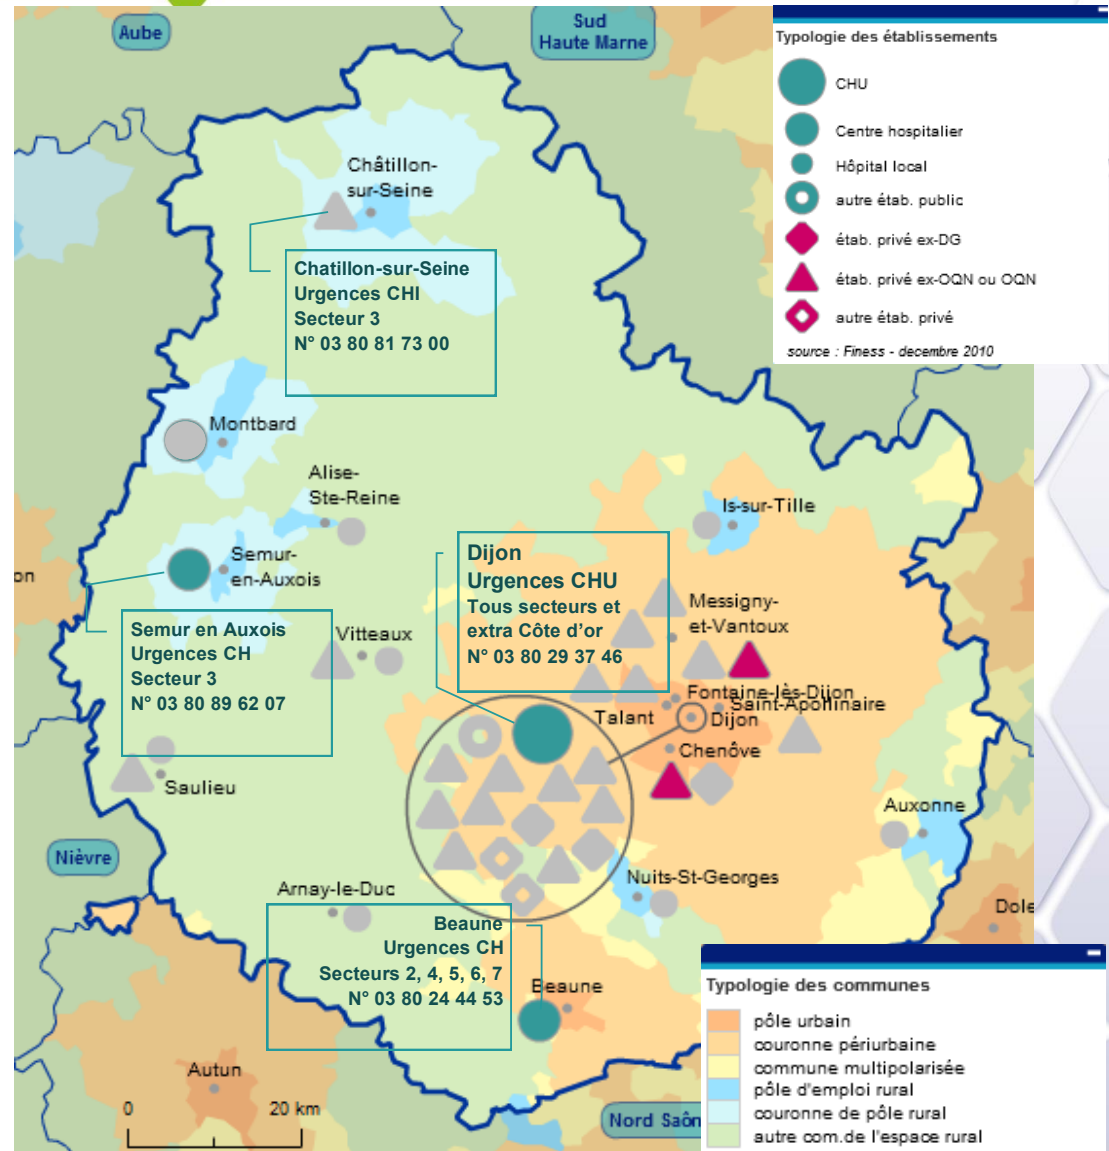 Aube
Sud
Haute Marne
Typologie des établissements
CHU
Centre hospitalier
Hôpital local
autre étab. public
étab. privé ex-DG
étab. privé ex-OQN ou OQN
autre étab. privé
source : Finess - decembre 2010
Châtillon-
sur-Seine
Chatillon-sur-Seine
Urgences CHI
Secteur 3
N° 03 80 81 73 00
Montbard
Alise-
Ste-Reine
Is-sur-Tille
Semur-
en-Auxois
on
Dijon
Urgences CHU
Tous secteurs et
extra Côte d'or
N° 03 80 29 37 46
Messigny-
et-Vantoux
Semur en Auxois
Urgences CH
Secteur 3
N° 03 80 89 62 07
Vitteaux
Fontaine-lès-Dijon
Saint-Apollinaire
Talant
Dijon
Chenôve
Saulieu
Auxonne
Nièvre
Arnay-le-Duc
Nuits-St-Georges
Dole
Beaune
Urgences CH
Secteurs 2, 4, 5, 6, 7
N° 03 80 24 44 53
Beaune
Autun
0 20 km
Nord Saôn
Typologie des communes
pôle urbain
couronne périurbaine
commune multipolarisée
pôle d'emploi rural
couronne de pôle rural
autre com.de l'espace rural